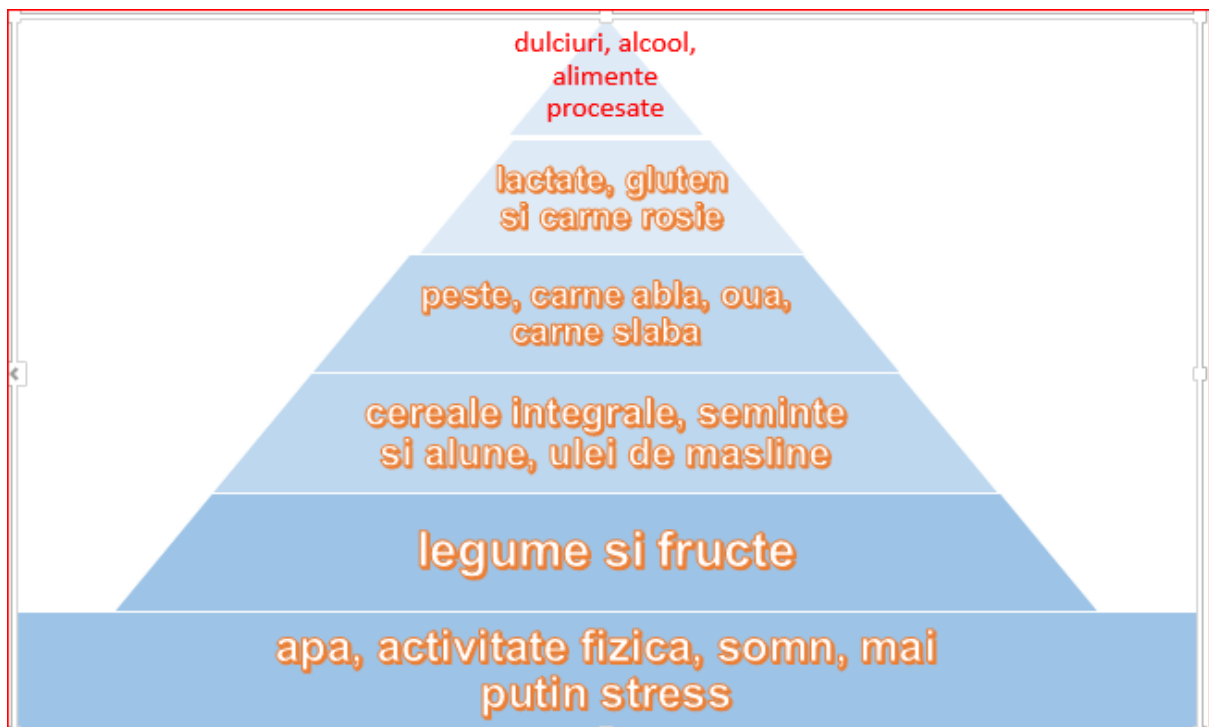 dulciuri, alcool,
alimente
procesate
lactate, gluten
si carne rosie
peste, carne abla, oua,
carne slaba
cereale integrale, seminte
si alune, ulei de masline
legume si fructe
apa, activitate fizica, somn, mai
putin stress